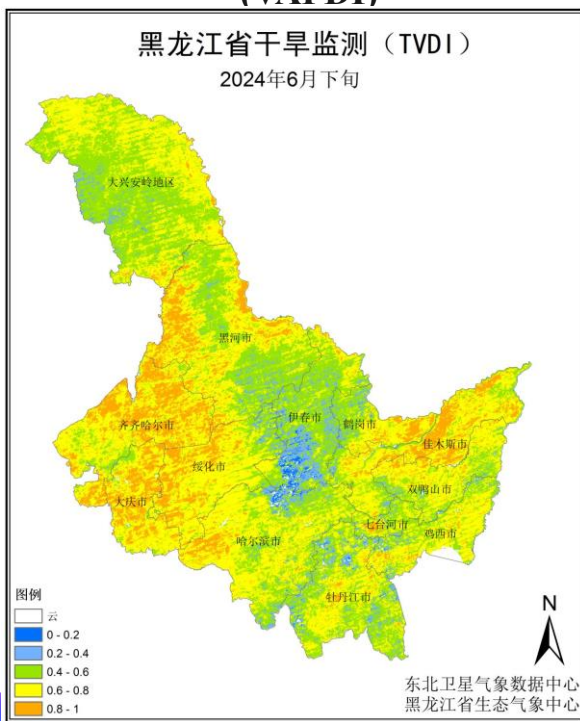 (VAPDI)
黑龙江省干旱监测（TVDI）
2024年6月下旬
大兴安岭地区
黑河市
伊春市
鹤岗市
齐齐哈尔市
佳木斯市
绥化市
双鸭山市
大庆市
七台河市
鸡西市
哈尔滨市
牡丹江市
图例
云
0 - 0.2
0.2 - 0.4
0.4 - 0.6
0.6 - 0.8
0.8 - 1
N
东北卫星气象数据中心
黑龙江省生态气象中心